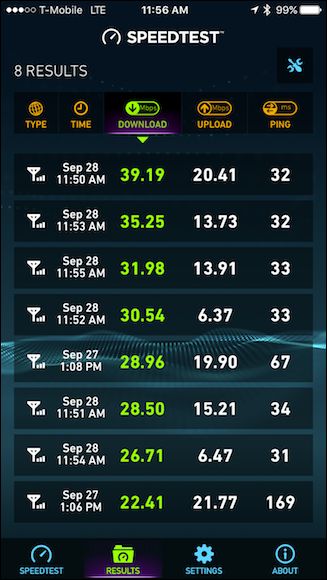 T-Mobile LTE 11:56 AM 99%
SPEEDTEST™
8 RESULTS
Mbps Mbps ms
TYPE TIME DOWNLOAD UPLOAD PING
Sep 28
11:50 AM 39.19 20.41 32
Sep 28
11:53 AM 35.25 13.73 32
Sep 28
11:55 AM 31.98 13.91 33
Sep 28
11:52 AM 30.54 6.37 33
Sep 27
1:08 PM 28.96 19.90 67
Sep 28
11:51 AM 28.50 15.21 34
Sep 28
11:54 AM 26.71 6.47 31
Sep 27
1:06 PM 22.41 21.77 169
SPEEDTEST RESULTS SETTINGS ABOUT